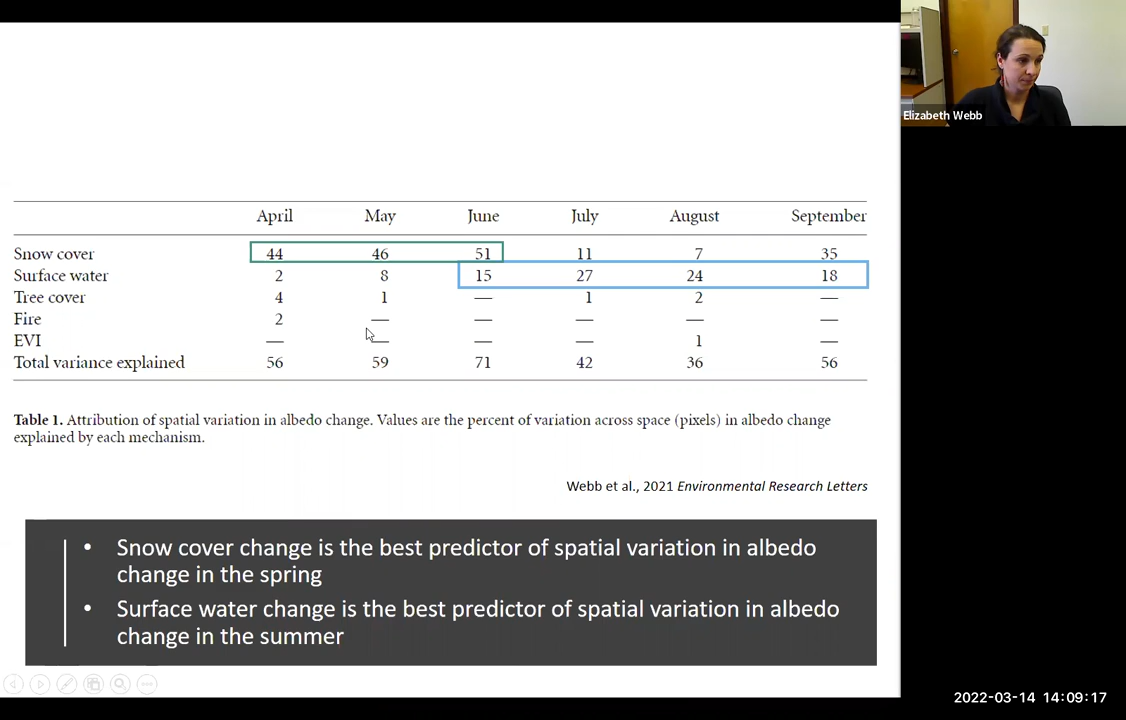 Elizabeth Webb
April May June July August September
Snow cover 44 46 51 11 7 35
Surface water 2 8 15 27 24 18
Tree cover 4 1 — 1 2 —
Fire 2 — — — — —
EVI — — — — 1 —
Total variance explained 56 59 71 42 36 56
Table 1. Attribution of spatial variation in albedo change. Values are the percent of variation across space (pixels) in albedo change
explained by each mechanism.
Webb et al., 2021 Environmental Research Letters
• Snow cover change is the best predictor of spatial variation in albedo
change in the spring
• Surface water change is the best predictor of spatial variation in albedo
change in the summer
2022-03-14 14:09:17